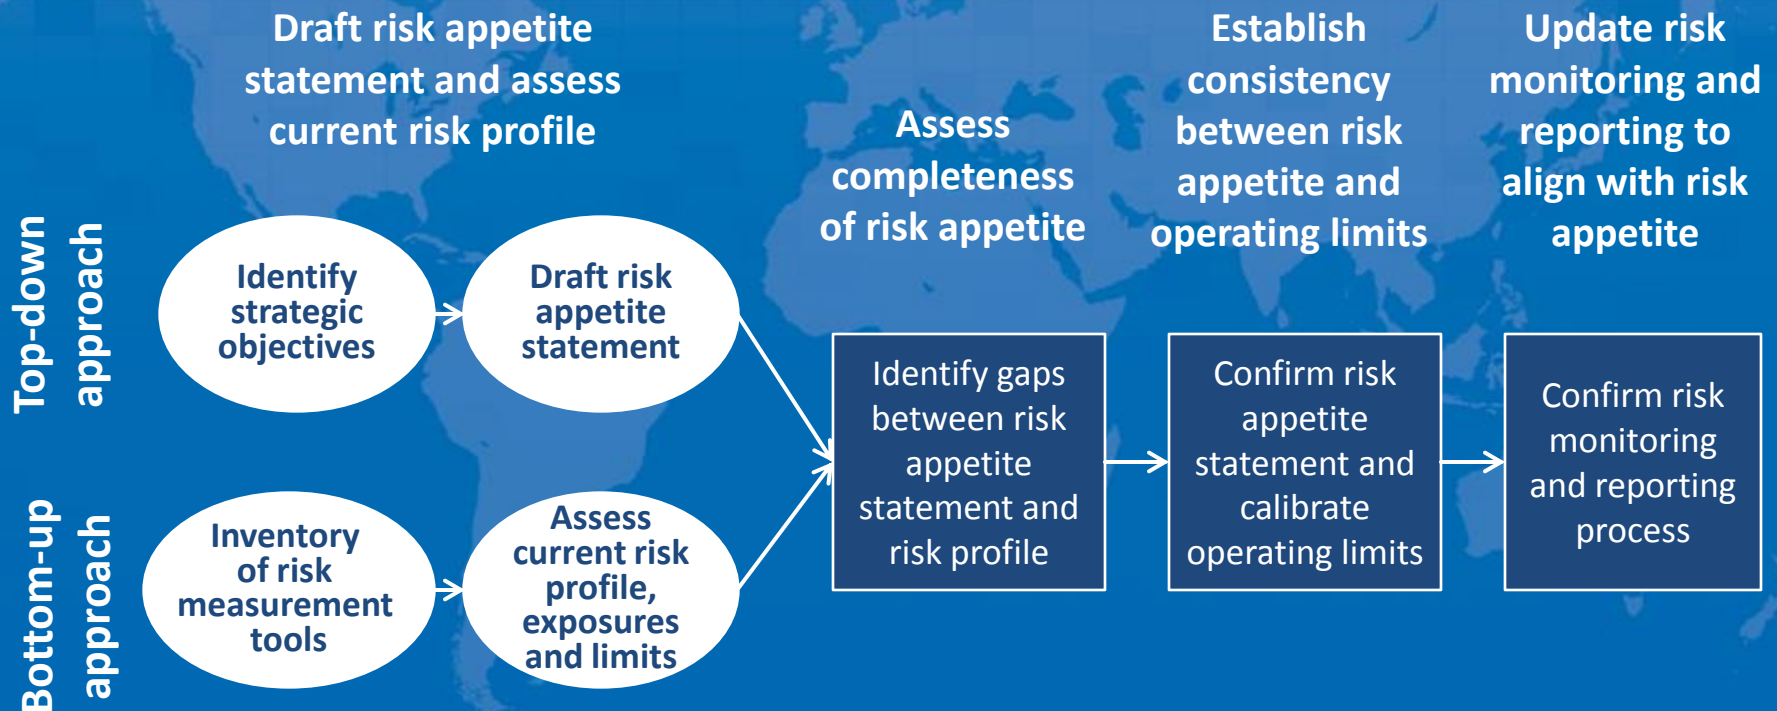 Draft risk appetite
statement and assess
current risk profile
Assess
completeness
of risk appetite
Establish
consistency
between risk
appetite and
operating limits
Update risk
monitoring and
reporting to
align with risk
appetite
Top-down
approach
Identify
strategic
objectives
Draft risk
appetite
statement
Bottom-up
approach
Inventory
of risk
measurement
tools
Assess
current risk
profile,
exposures
and limits
Identify gaps
between risk
appetite
statement and
risk profile
Confirm risk
appetite
statement and
calibrate
operating limits
Confirm risk
monitoring
and reporting
process